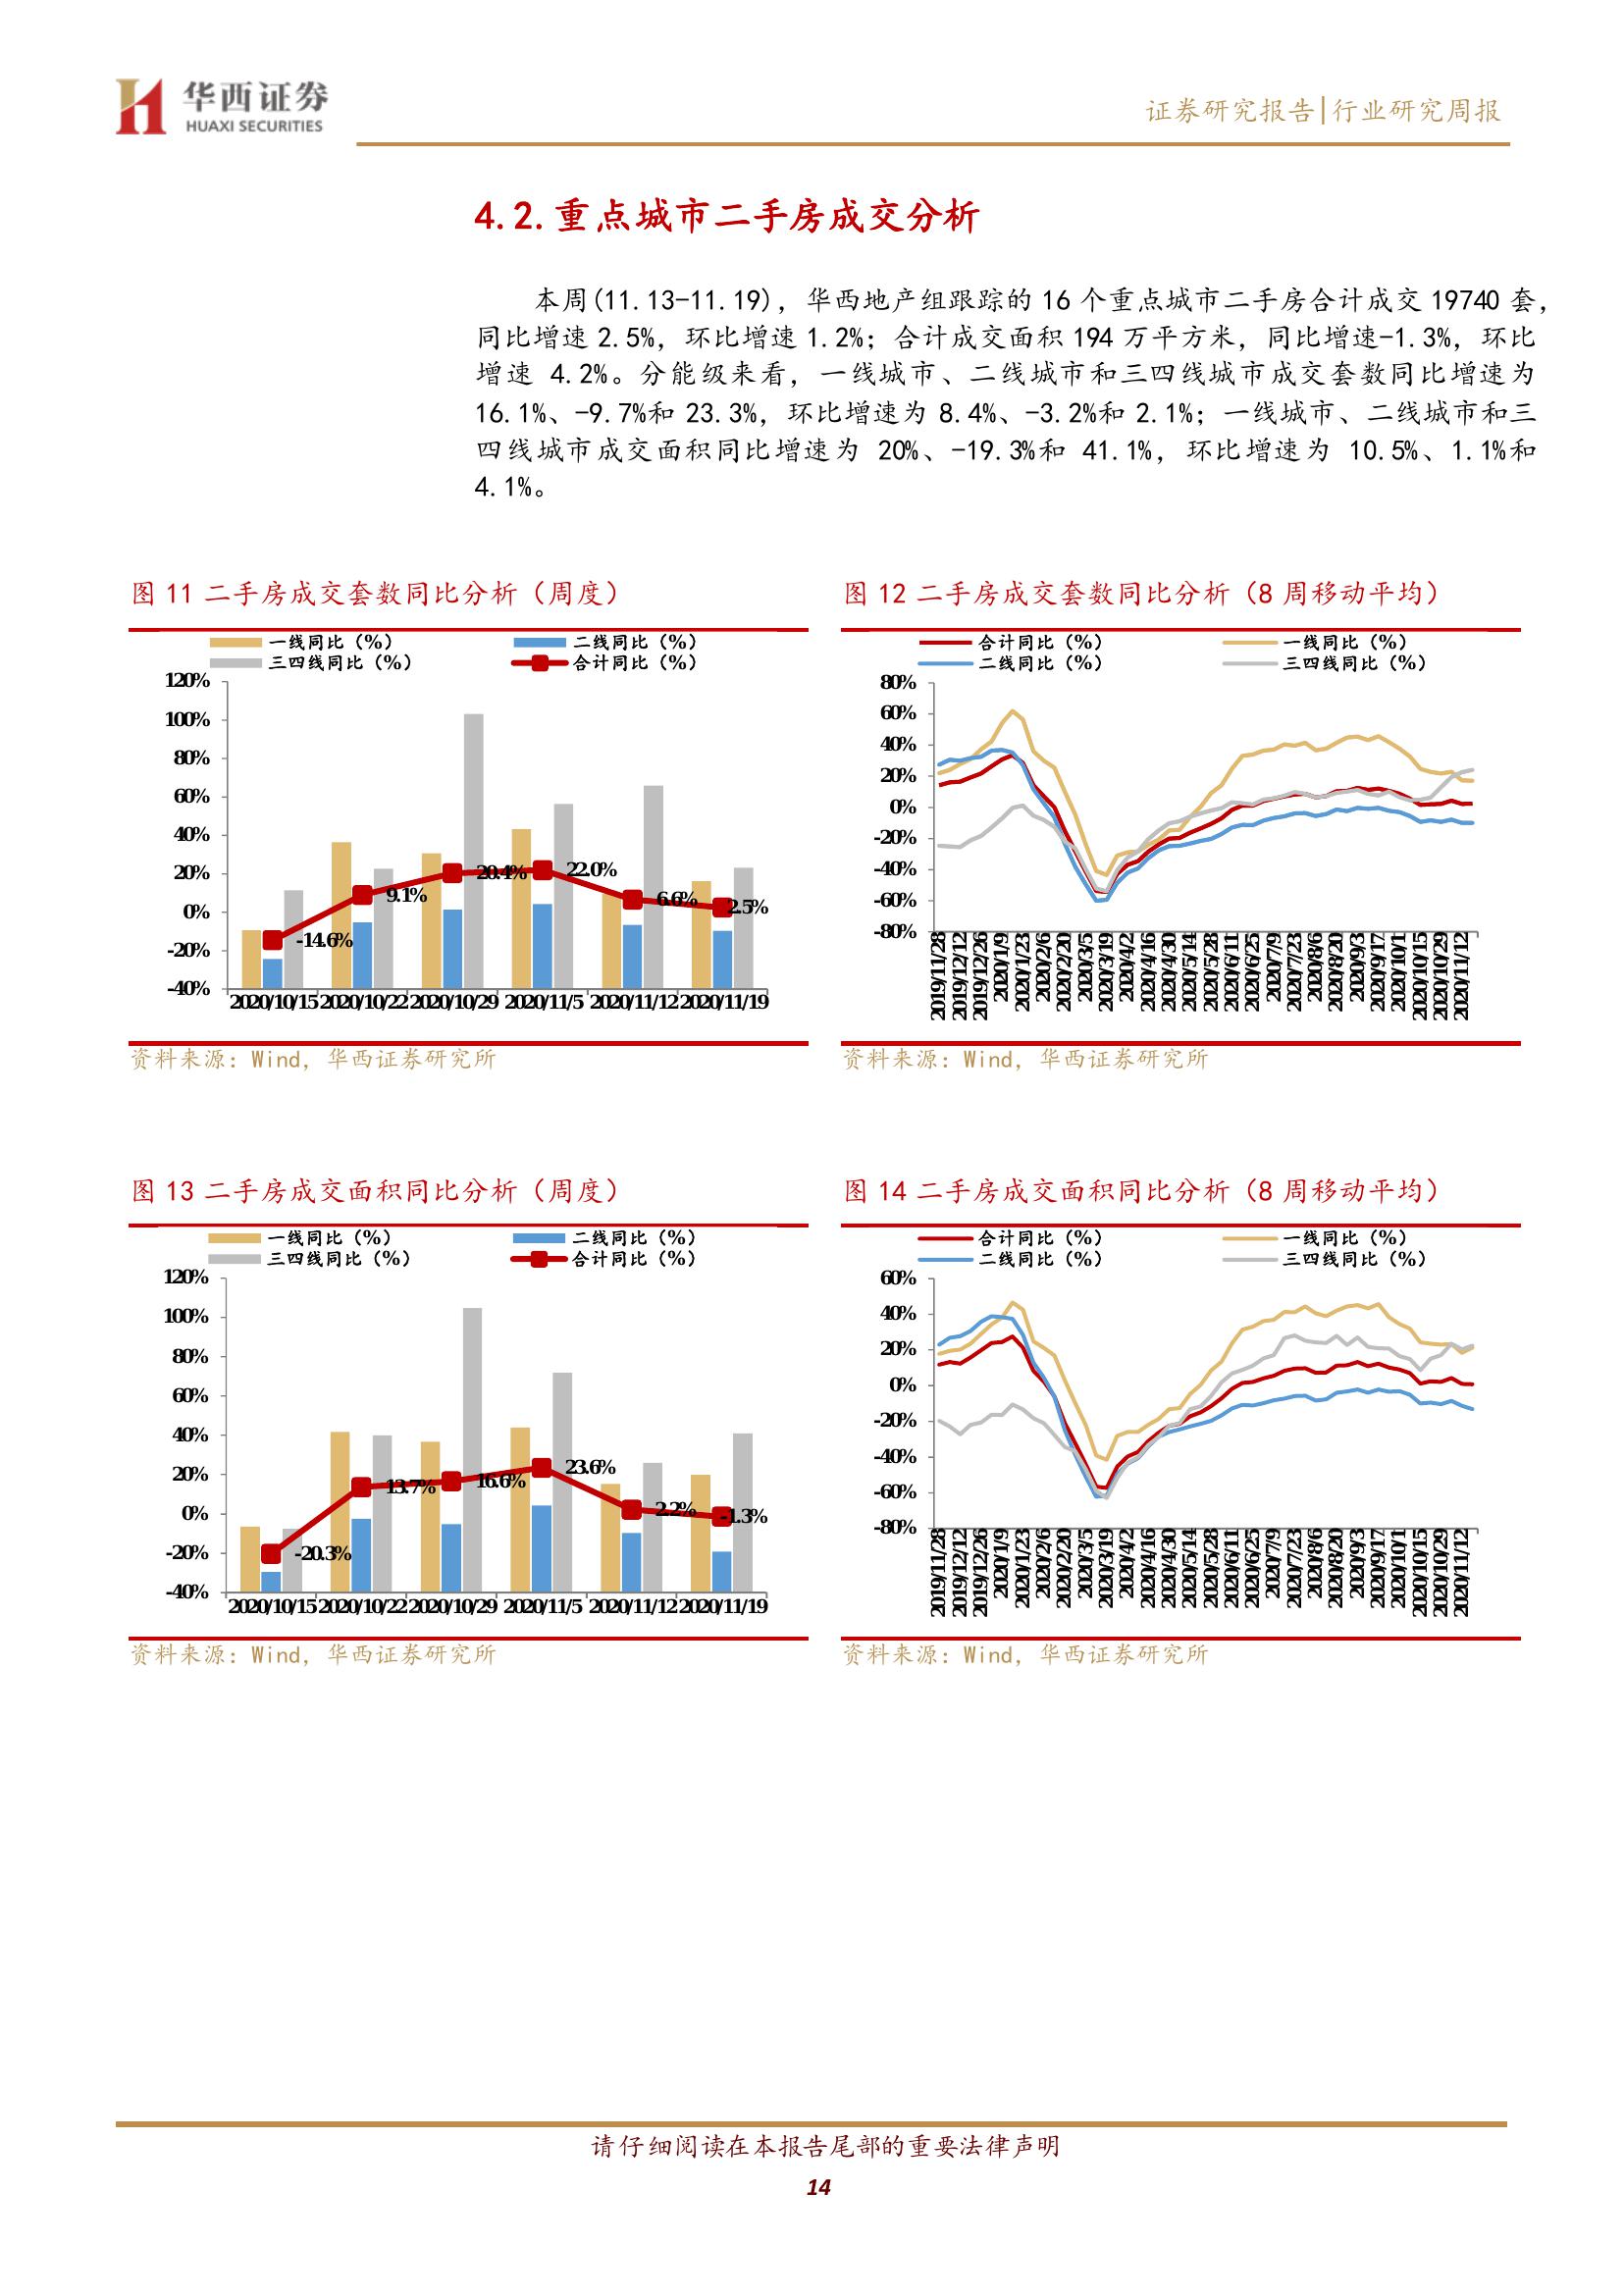 华西证券
HUAXI SECURITIES
证券研究报告|行业研究周报
4.2.重点城市二手房成交分析
本周(11.13-11.19)，华西地产组跟踪的 16 个重点城市二手房合计成交 19740 套，
同比增速 2.5%，环比增速 1.2%；合计成交面积 194 万平方米，同比增速-1.3%，环比
增速 4.2%。分能级来看，一线城市、二线城市和三四线城市成交套数同比增速为
16.1%、-9.7%和 23.3%，环比增速为 8.4%、-3.2%和 2.1%；一线城市、二线城市和三
四线城市成交面积同比增速为 20%、-19.3%和 41.1%，环比增速为 10.5%、1.1%和
4.1%。
图 11 二手房成交套数同比分析（周度）
一线同比（%） 二线同比（%）
三四线同比（%） 合计同比（%）
120%
100%
80%
60%
40%
20%
0%
-20%
-40%
-14.6% 9.1% 20.4% 22.0% 6.6% 2.5%
2020/10/15 2020/10/22 2020/10/29 2020/11/5 2020/11/12 2020/11/19
资料来源：Wind，华西证券研究所
图 12 二手房成交套数同比分析（8 周移动平均）
合计同比（%） 一线同比（%）
二线同比（%） 三四线同比（%）
80%
60%
40%
20%
0%
-20%
-40%
-60%
-80%
2019/11/28 2019/12/12 2019/12/26 2020/1/9 2020/1/23 2020/2/6 2020/2/20 2020/3/5 2020/3/19 2020/4/2 2020/4/16 2020/4/30 2020/5/14 2020/5/28 2020/6/11 2020/6/25 2020/7/9 2020/7/23 2020/8/6 2020/8/20 2020/9/3 2020/9/17 2020/10/1 2020/10/15 2020/10/29 2020/11/12
资料来源：Wind，华西证券研究所
图 13 二手房成交面积同比分析（周度）
一线同比（%） 二线同比（%）
三四线同比（%） 合计同比（%）
120%
100%
80%
60%
40%
20%
0%
-20%
-40%
-20.3% 13.7% 16.6% 23.6% 2.2% -1.3%
2020/10/15 2020/10/22 2020/10/29 2020/11/5 2020/11/12 2020/11/19
资料来源：Wind，华西证券研究所
图 14 二手房成交面积同比分析（8 周移动平均）
合计同比（%） 一线同比（%）
二线同比（%） 三四线同比（%）
60%
40%
20%
0%
-20%
-40%
-60%
-80%
2019/11/28 2019/12/12 2019/12/26 2020/1/9 2020/1/23 2020/2/6 2020/2/20 2020/3/5 2020/3/19 2020/4/2 2020/4/16 2020/4/30 2020/5/14 2020/5/28 2020/6/11 2020/6/25 2020/7/9 2020/7/23 2020/8/6 2020/8/20 2020/9/3 2020/9/17 2020/10/1 2020/10/15 2020/10/29 2020/11/12
资料来源：Wind，华西证券研究所
请仔细阅读在本报告尾部的重要法律声明
14